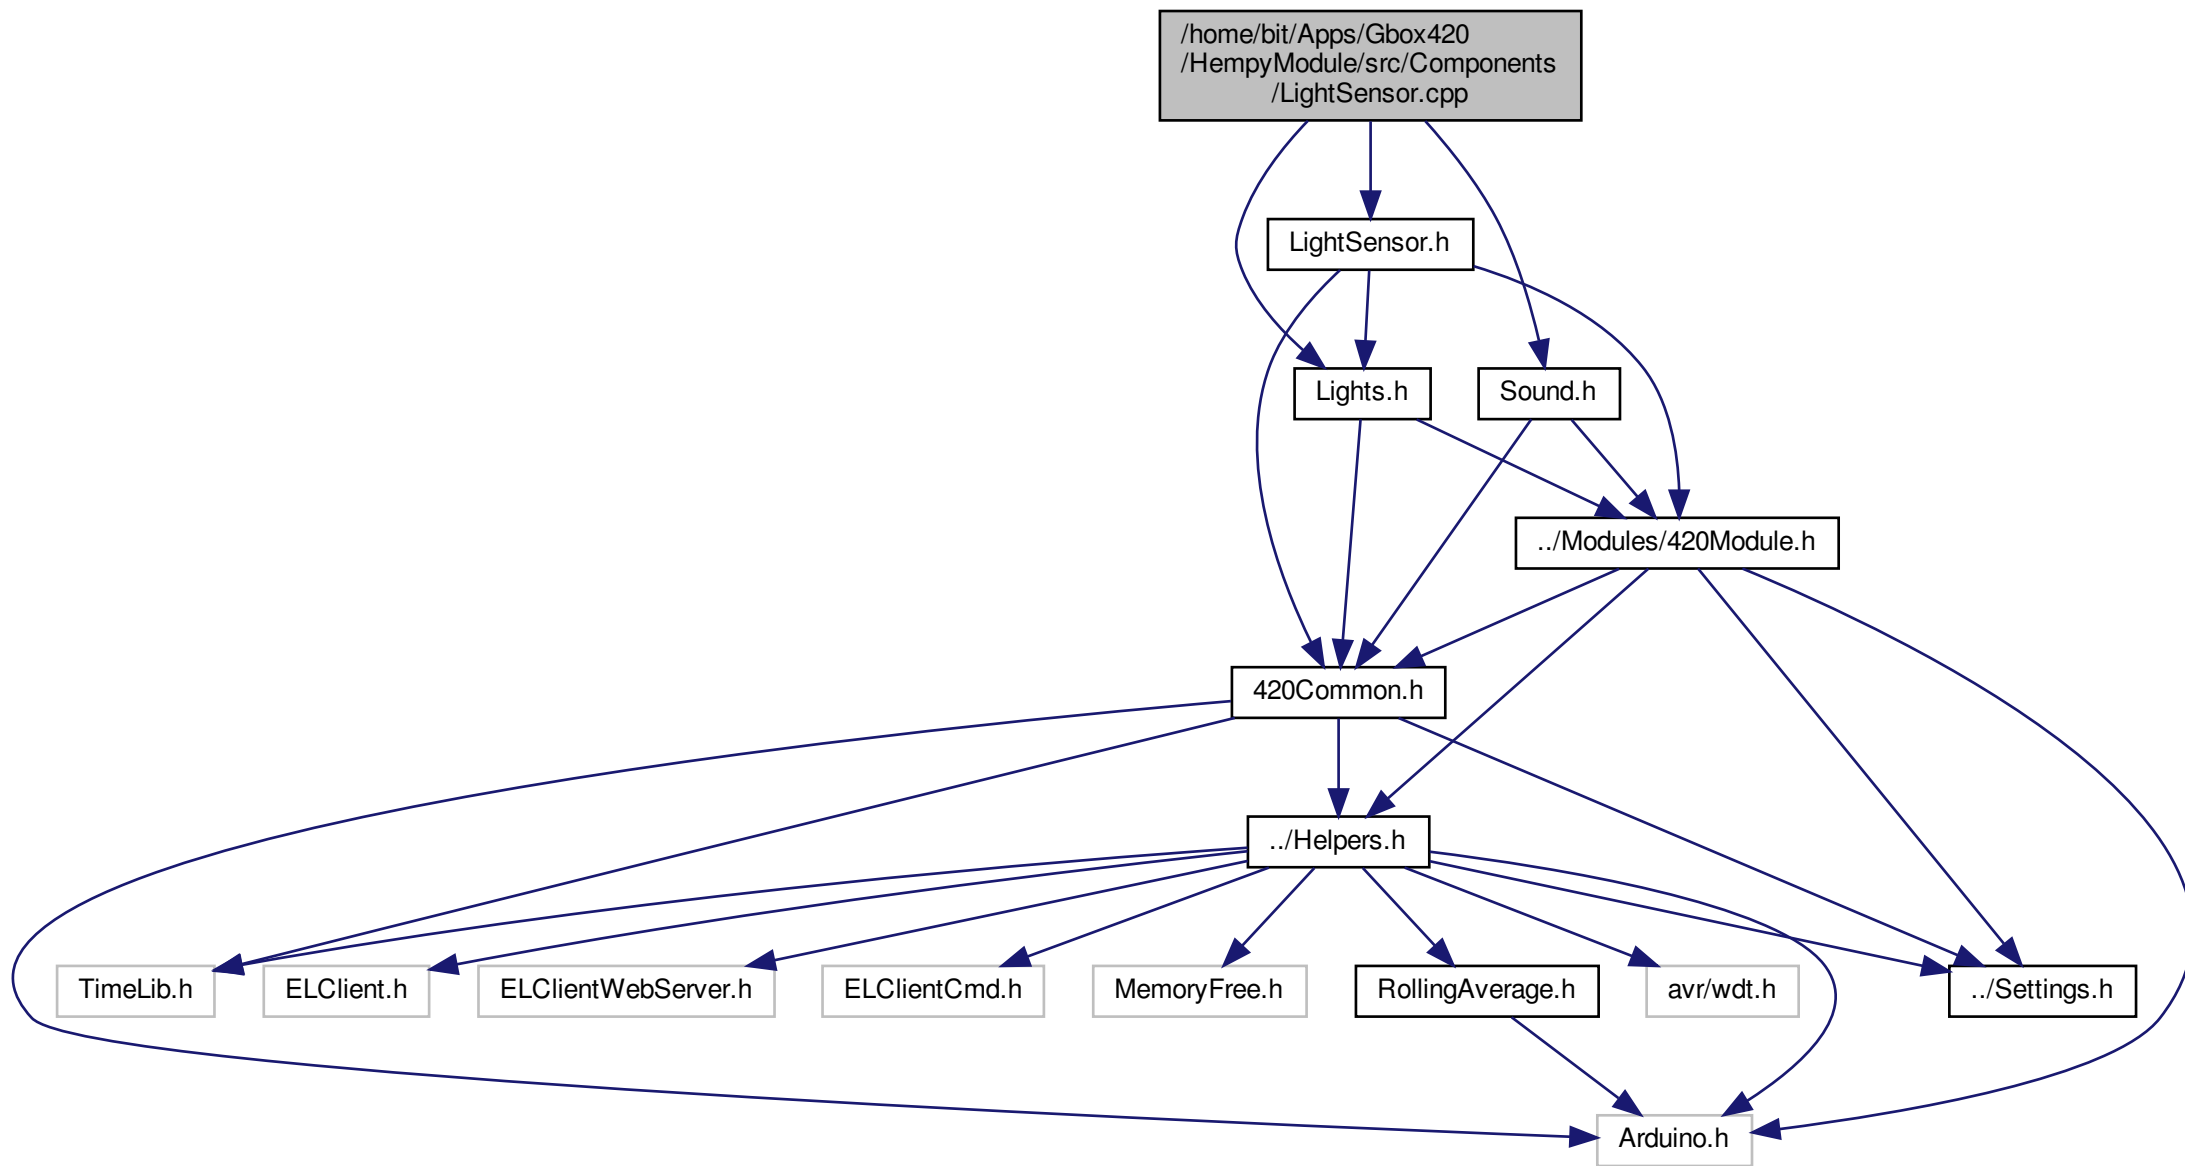 /home/bit/Apps/Gbox420
/HempyModule/src/Components
/LightSensor.cpp
LightSensor.h
Lights.h
Sound.h
../Modules/420Module.h
420Common.h
../Helpers.h
TimeLib.h
ELClient.h
ELClientWebServer.h
ELClientCmd.h
MemoryFree.h
RollingAverage.h
avr/wdt.h
../Settings.h
Arduino.h